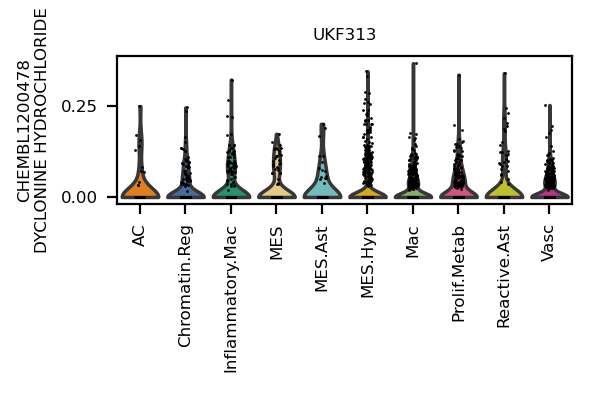 UKF313
CHEMBL1200478
DYCLONINE HYDROCHLORIDE
0.25
0.00
AC
Chromatin.Reg
Inflammatory.Mac
MES
MES.Ast
MES.Hyp
Mac
Prolif.Metab
Reactive.Ast
Vasc